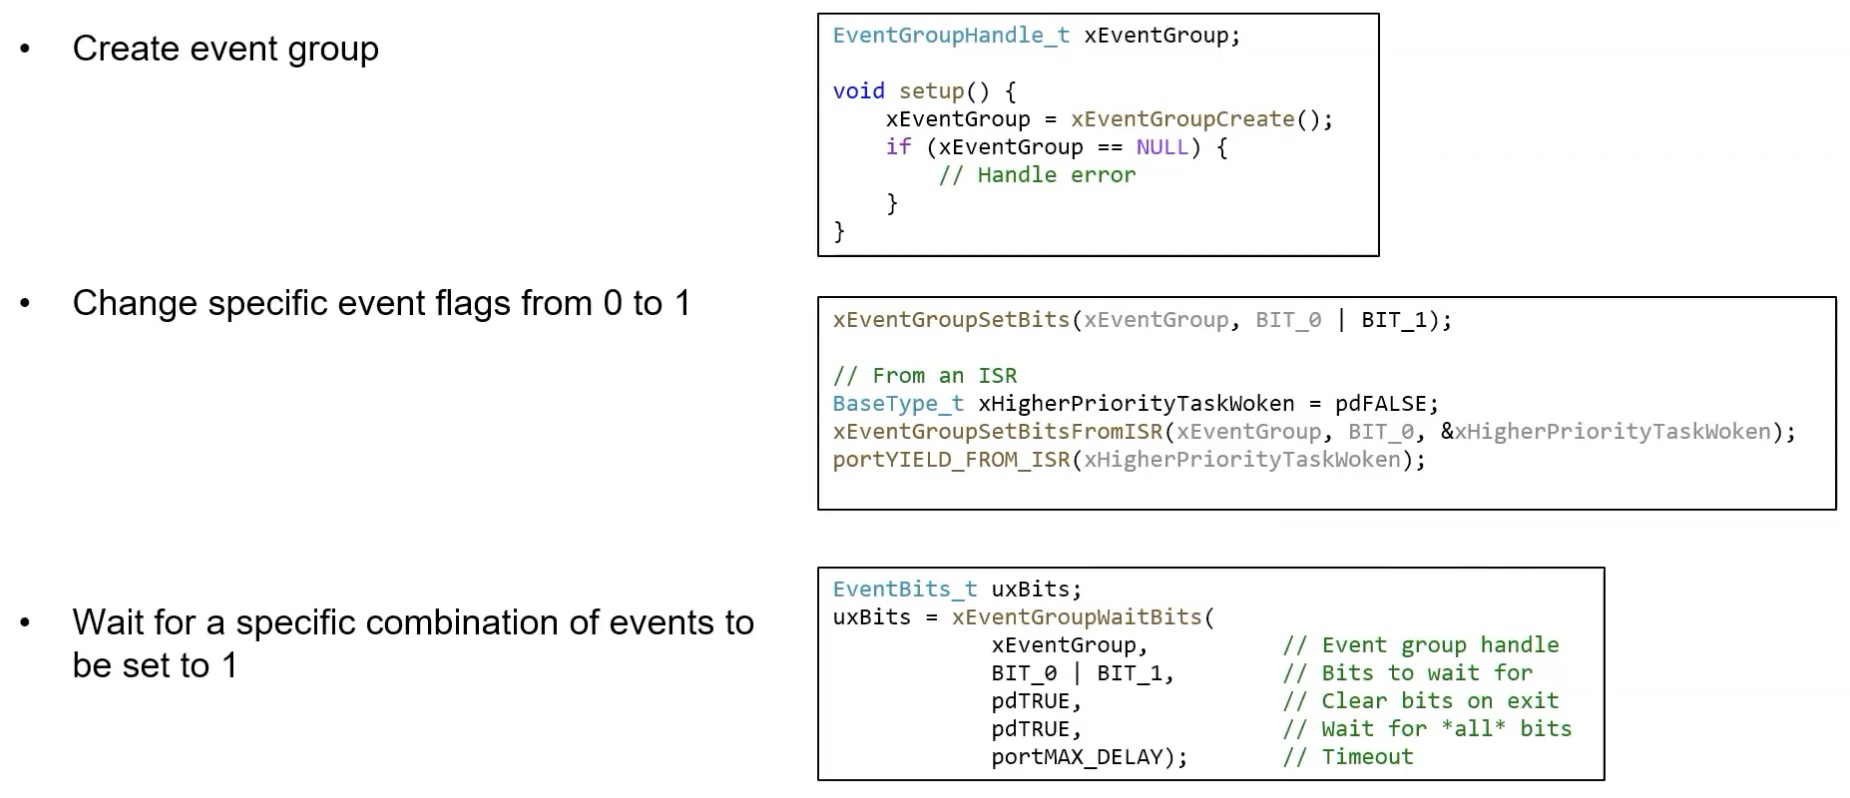 • Create event group
EventGroupHandle_t xEventGroup;
void setup() {
    xEventGroup = xEventGroupCreate();
    if (xEventGroup == NULL) {
        // Handle error
    }
}
• Change specific event flags from 0 to 1
xEventGroupSetBits(xEventGroup, BIT_0 | BIT_1);
// From an ISR
BaseType_t xHigherPriorityTaskWoken = pdFALSE;
xEventGroupSetBitsFromISR(xEventGroup, BIT_0, &xHigherPriorityTaskWoken);
portYIELD_FROM_ISR(xHigherPriorityTaskWoken);
• Wait for a specific combination of events to
be set to 1
EventBits_t uxBits;
uxBits = xEventGroupWaitBits(
            xEventGroup,          // Event group handle
            BIT_0 | BIT_1,        // Bits to wait for
            pdTRUE,               // Clear bits on exit
            pdTRUE,               // Wait for *all* bits
            portMAX_DELAY);       // Timeout